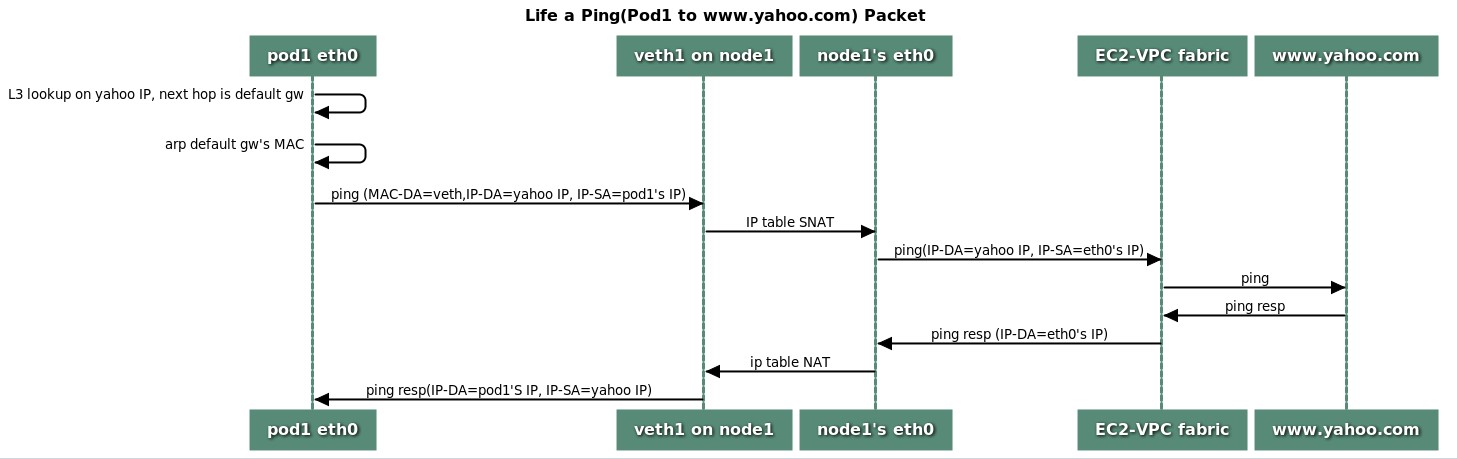 Life a Ping(Pod1 to www.yahoo.com) Packet
pod1 eth0
veth1 on node1
node1's eth0
EC2-VPC fabric
www.yahoo.com
L3 lookup on yahoo IP, next hop is default gw
arp default gw's MAC
ping (MAC-DA=veth,IP-DA=yahoo IP, IP-SA=pod1's IP)
IP table SNAT
ping(IP-DA=yahoo IP, IP-SA=eth0's IP)
ping
ping resp
ping resp (IP-DA=eth0's IP)
ip table NAT
ping resp(IP-DA=pod1'S IP, IP-SA=yahoo IP)
pod1 eth0
veth1 on node1
node1's eth0
EC2-VPC fabric
www.yahoo.com